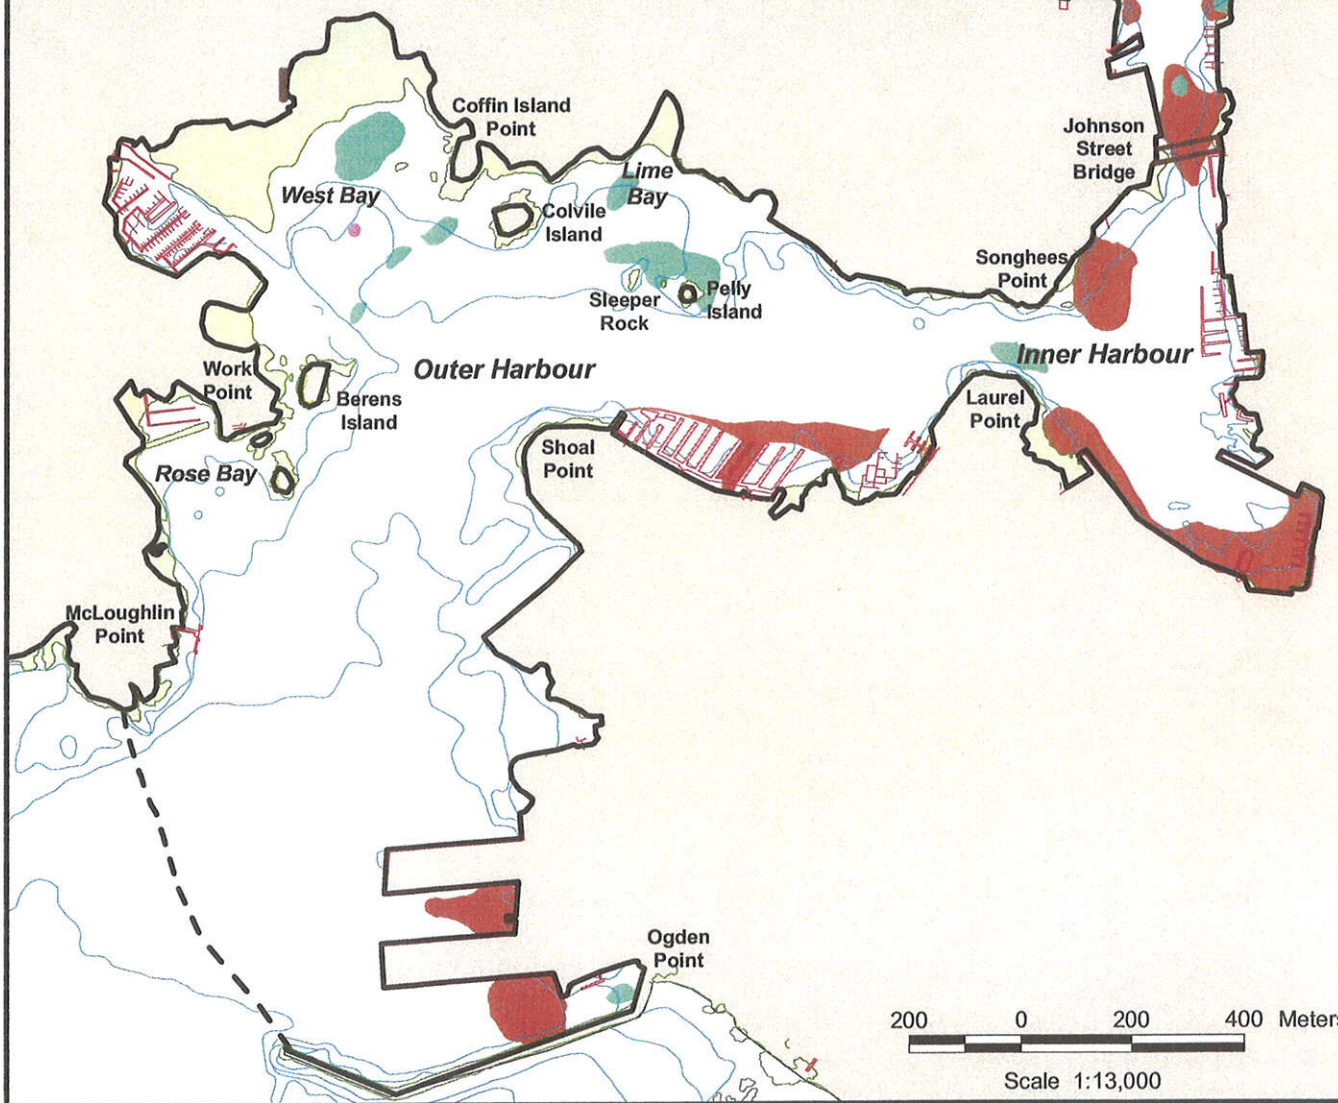 Coffin Island
Point
Johnson
Street
Bridge
West Bay
Lime
Bay
Colvile
Island
Songhees
Point
Sleeper
Rock
Pelly
Island
Outer Harbour
Inner Harbour
Work
Point
Berens
Island
Laurel
Point
Shoal
Point
Rose Bay
McLoughlin
Point
Ogden
Point
200 0 200 400 Meters
Scale 1:13,000